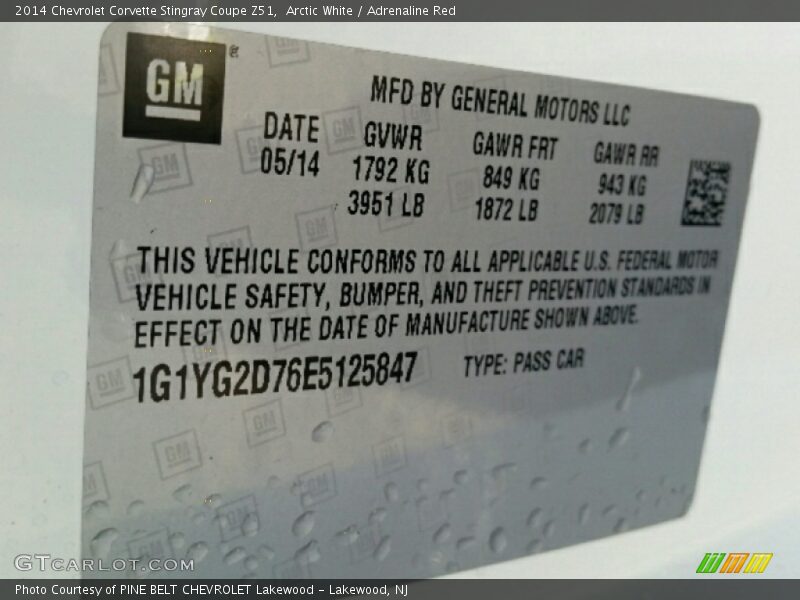 2014 Chevrolet Corvette Stingray Coupe Z51, Arctic White / Adrenaline Red
GM®
MFD BY GENERAL MOTORS LLC
DATE GVWR GAWR FRT GAWR RR
05/14 1792 KG 849 KG 943 KG
3951 LB 1872 LB 2079 LB
THIS VEHICLE CONFORMS TO ALL APPLICABLE U.S. FEDERAL MOTOR
VEHICLE SAFETY, BUMPER, AND THEFT PREVENTION STANDARDS IN
EFFECT ON THE DATE OF MANUFACTURE SHOWN ABOVE.
1G1YG2D76E5125847 TYPE: PASS CAR
GTCARLOT.COM
Photo Courtesy of PINE BELT CHEVROLET Lakewood - Lakewood, NJ